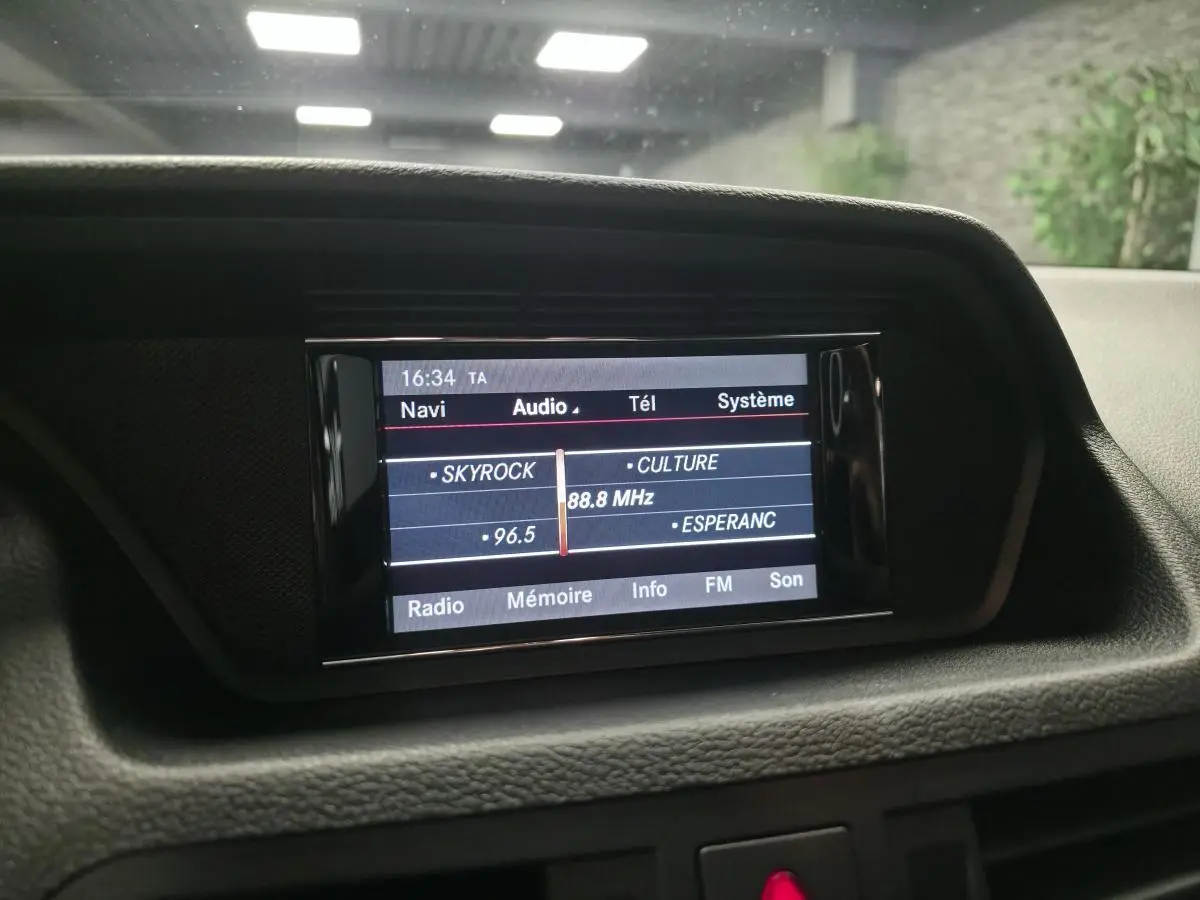 16:34 TA
Navi Audio Tél Système
• SKYROCK • CULTURE
88.8 MHz
• 96.5 • ESPERANC
Radio Mémoire Info FM Son